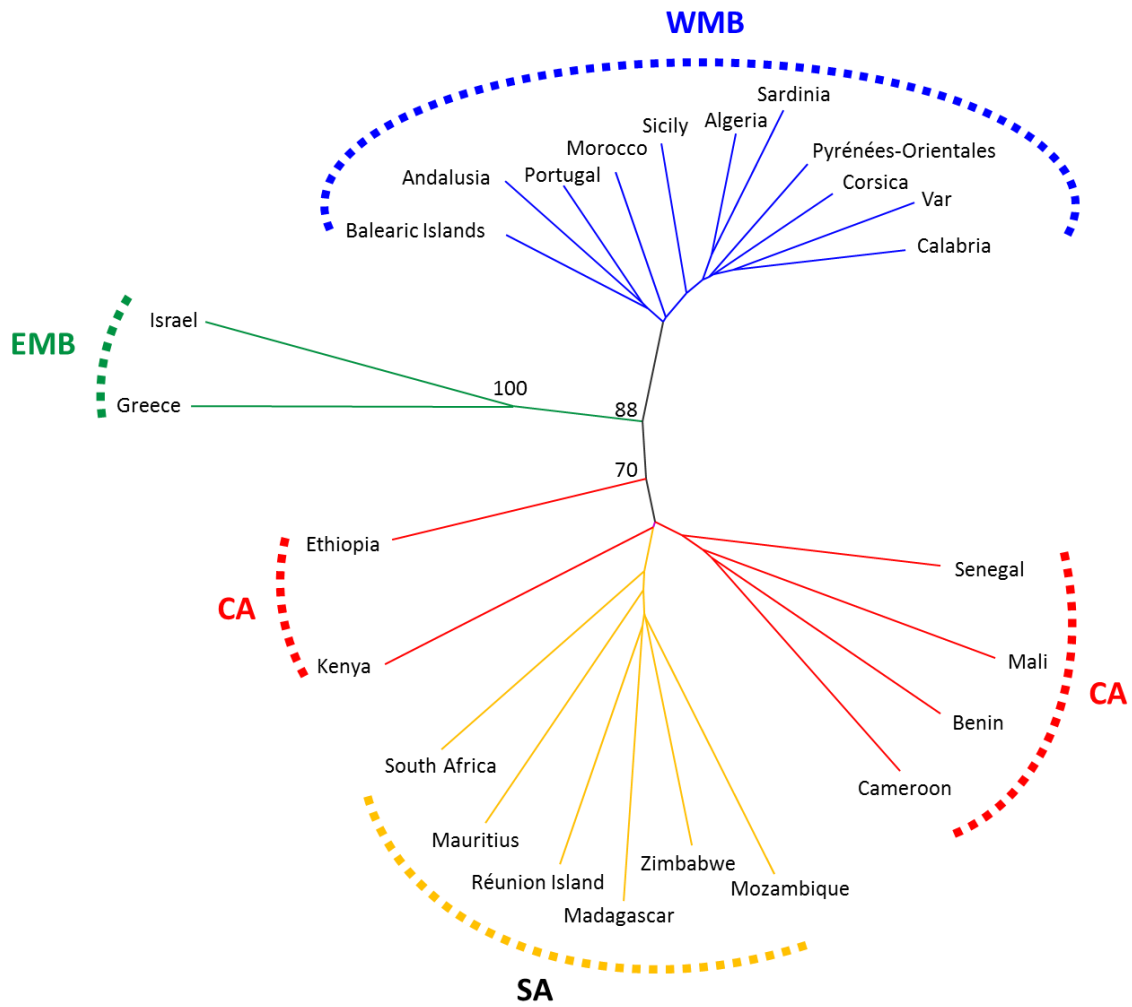 WMB
Sardinia
Algeria
Sicily
Morocco
Pyrénées-Orientales
Portugal
Andalusia
Corsica
Var
Balearic Islands
Calabria
Israel
EMB
100
Greece
88
70
Ethiopia
Senegal
CA
Kenya
Mali
CA
Benin
South Africa
Cameroon
Mauritius
Zimbabwe
Réunion Island
Mozambique
Madagascar
SA